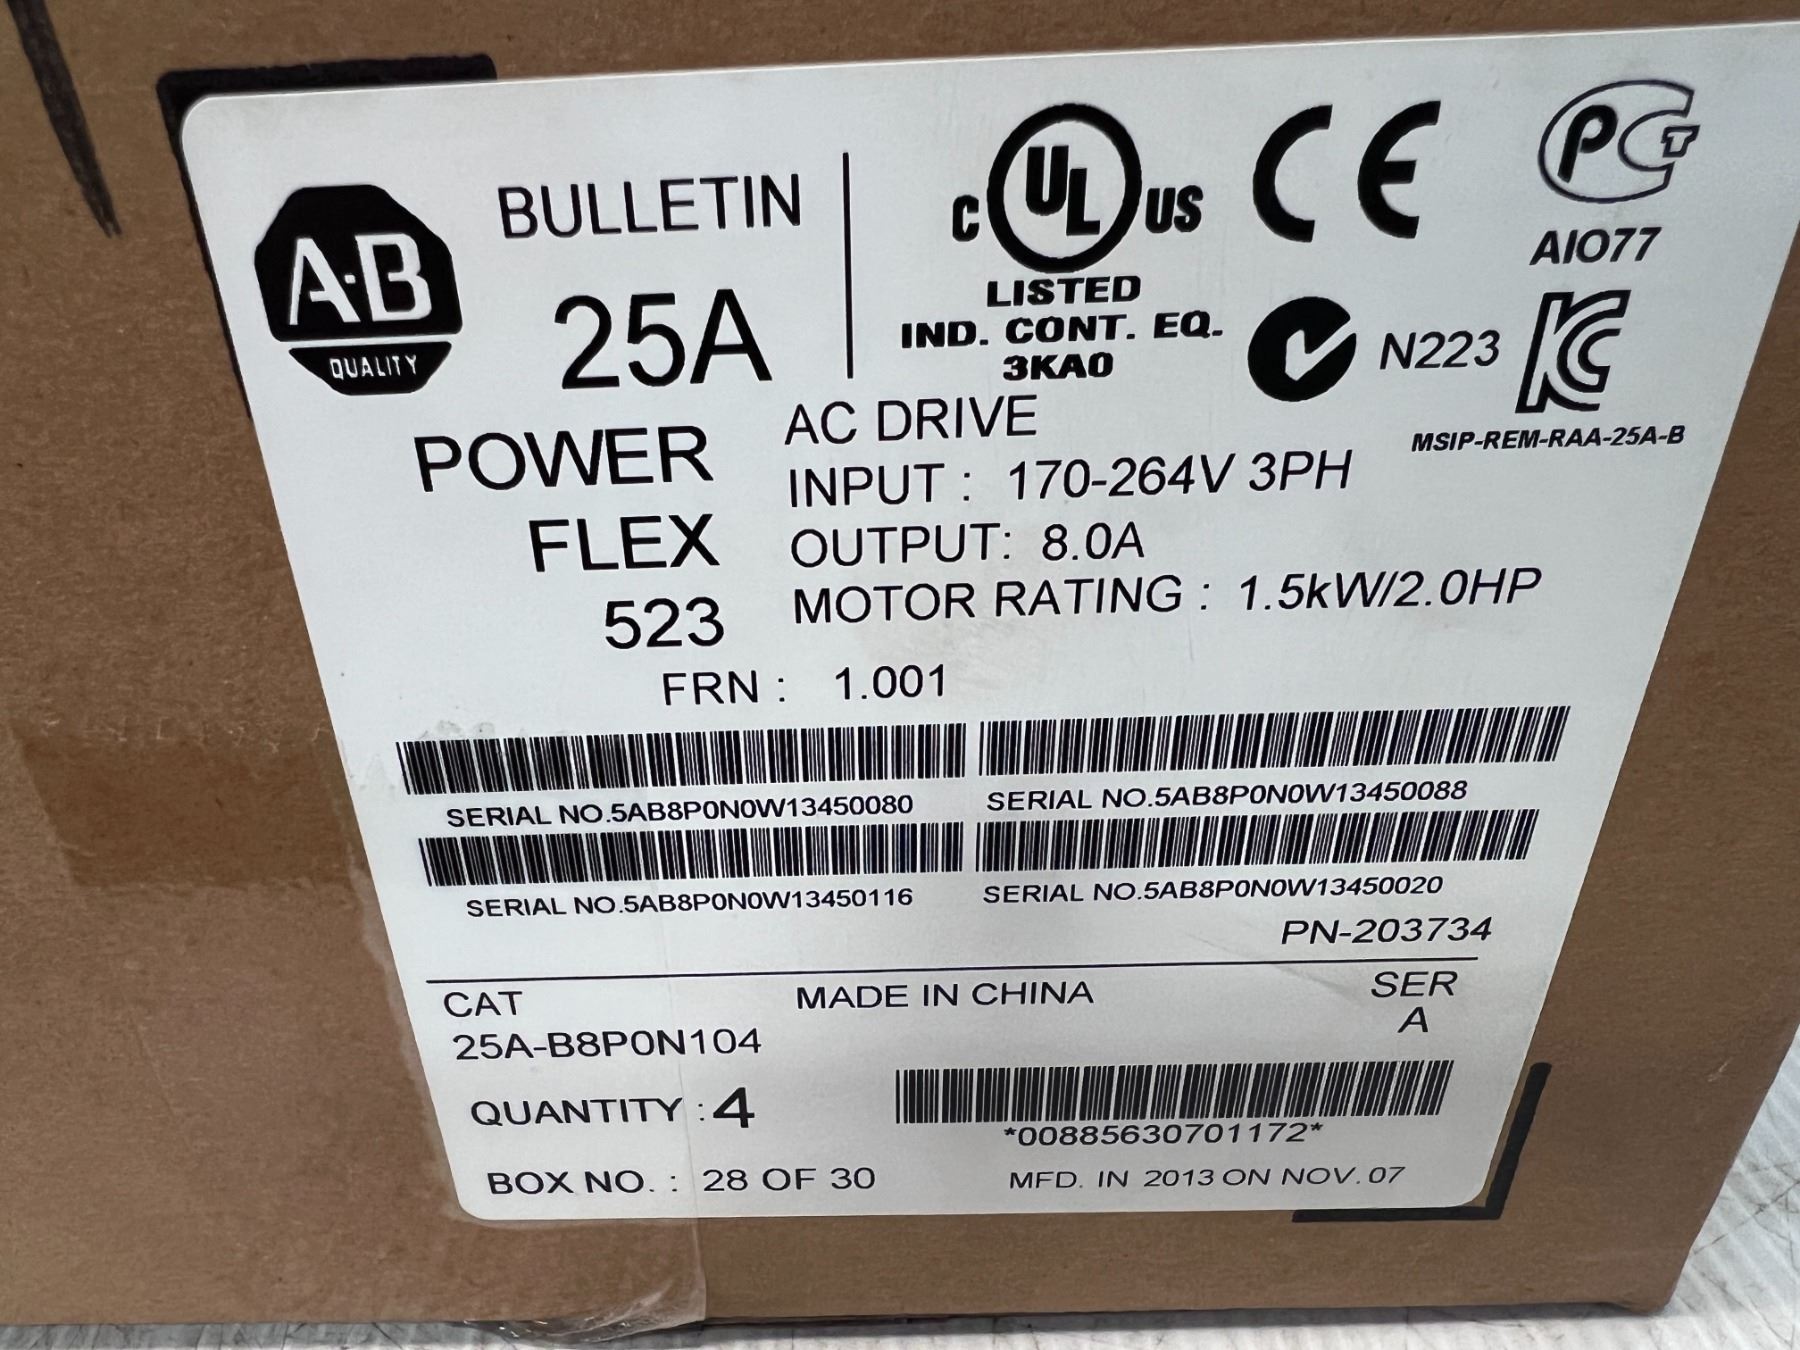 A-B
QUALITY
BULLETIN
25A
POWER
FLEX
523
C UL US
LISTED
IND. CONT. EQ.
3KA0
CE
PCT
AIO77
N223
KC
MSIP-REM-RAA-25A-B
AC DRIVE
INPUT : 170-264V 3PH
OUTPUT: 8.0A
MOTOR RATING : 1.5kW/2.0HP
FRN : 1.001
SERIAL NO.5AB8P0N0W13450080
SERIAL NO.5AB8P0N0W13450088
SERIAL NO.5AB8P0N0W13450116
SERIAL NO.5AB8P0N0W13450020
PN-203734
CAT
MADE IN CHINA
SER
A
25A-B8P0N104
QUANTITY : 4
*00885630701172*
BOX NO. : 28 OF 30
MFD. IN 2013 ON NOV. 07